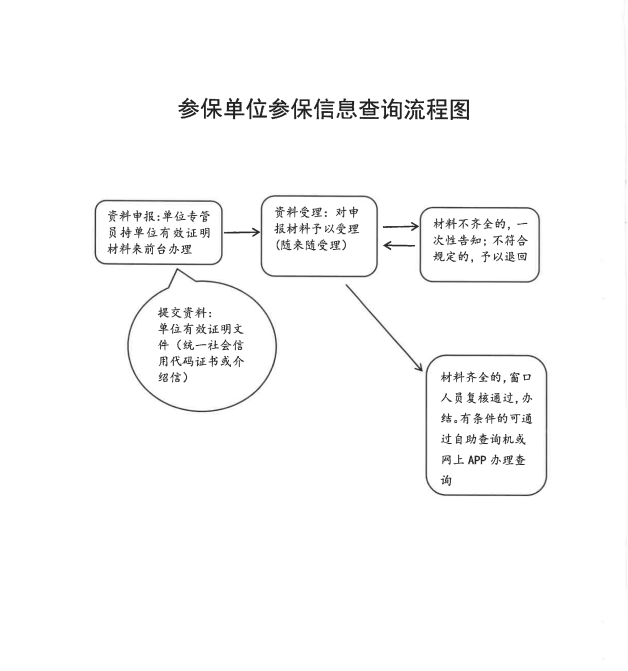 参保单位参保信息查询流程图
资料申报:单位专管
员持单位有效证明
材料来前台办理
资料受理：对申
报材料予以受理
(随来随受理)
材料不齐全的，一
次性告知；不符合
规定的，予以退回
提交资料：
单位有效证明文
件（统一社会信
用代码证书或介
绍信）
材料齐全的，窗口
人员复核通过，办
结。有条件的可通
过自助查询机或
网上 APP 办理查
询